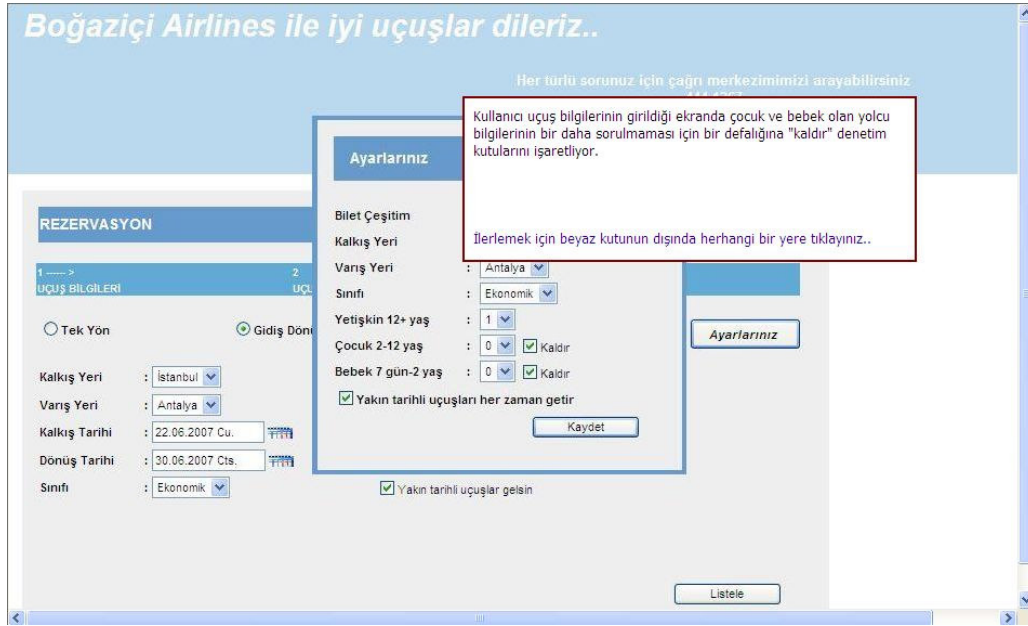 Boğaziçi Airlines ile iyi uçuşlar dileriz..
Her türlü sorunuz için çağrı merkezimimizi arayabilirsiniz
Kullanıcı uçuş bilgilerinin girildiği ekranda çocuk ve bebek olan yolcu
bilgilerinin bir daha sorulmaması için bir defalığına "kaldır" denetim
kutularını işaretliyor.
İlerlemek için beyaz kutunun dışında herhangi bir yere tıklayınız..
Ayarlarınız
Bilet Çeşitim
Kalkış Yeri
Varış Yeri : Antalya
Sınıfı : Ekonomik
Yetişkin 12+ yaş : 1
Çocuk 2-12 yaş : 0 Kaldır
Bebek 7 gün-2 yaş : 0 Kaldır
Yakın tarihli uçuşları her zaman getir
Kaydet
REZERVASYON
1 ----- > 2
UÇUŞ BİLGİLERİ
Tek Yön
Gidiş
Ayarlarınız
Kalkış Yeri : İstanbul
Varış Yeri : Antalya
Kalkış Tarihi : 22.06.2007 Cu.
Dönüş Tarihi : 30.06.2007 Cts.
Sınıfı : Ekonomik
Yakın tarihli uçuşlar gelsin
Listele